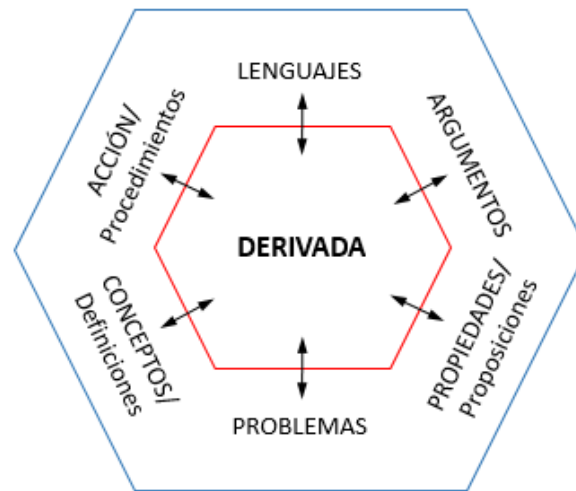 LENGUAJES
ACCIÓN/
Procedimientos
ARGUMENTOS
DERIVADA
CONCEPTOS/
Definiciones
PROPIEDADES/
Proposiciones
PROBLEMAS